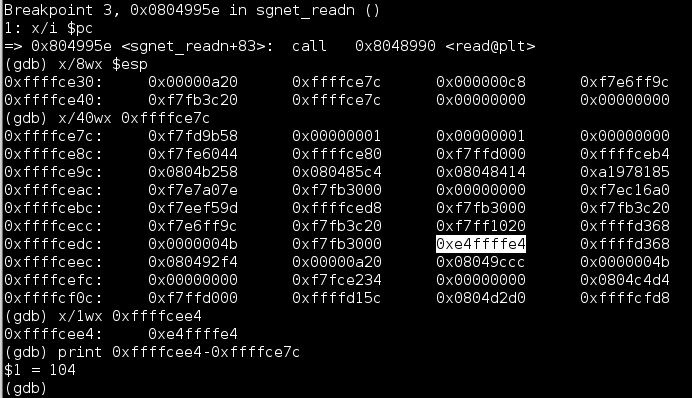 Breakpoint 3, 0x0804995e in sgnet_readn ()
1: x/i $pc
=> 0x804995e <sgnet_readn+83>:  call   0x8048990 <read@plt>
(gdb) x/8wx $esp
0xffffce30:     0x00000a20      0xffffce7c      0x000000c8      0xf7e6ff9c
0xffffce40:     0xf7fb3c20      0xffffce7c      0x00000000      0x00000000
(gdb) x/40wx 0xffffce7c
0xffffce7c:     0xf7fd9b58      0x00000001      0x00000001      0x00000000
0xffffce8c:     0xf7fe6044      0xffffce80      0xf7ffd000      0xffffceb4
0xffffce9c:     0x0804b258      0x080485c4      0x08048414      0xa1978185
0xffffceac:     0xf7e7a07e      0xf7fb3000      0x00000000      0xf7ec16a0
0xffffcebc:     0xf7eef59d      0xffffced8      0xf7fb3000      0xf7fb3c20
0xffffcecc:     0xf7e6ff9c      0xf7fb3c20      0xf7ff1020      0xffffd368
0xffffcedc:     0x0000004b      0xf7fb3000      0xe4ffffe4      0xffffd368
0xffffceec:     0x080492f4      0x00000a20      0x08049ccc      0x0000004b
0xffffcefc:     0x00000000      0xf7fce234      0x00000000      0x0804c4d4
0xffffcf0c:     0xf7ffd000      0xffffd15c      0x0804d2d0      0xffffcfd8
(gdb) x/1wx 0xffffcee4
0xffffcee4:     0xe4ffffe4
(gdb) print 0xffffcee4-0xffffce7c
$1 = 104
(gdb)